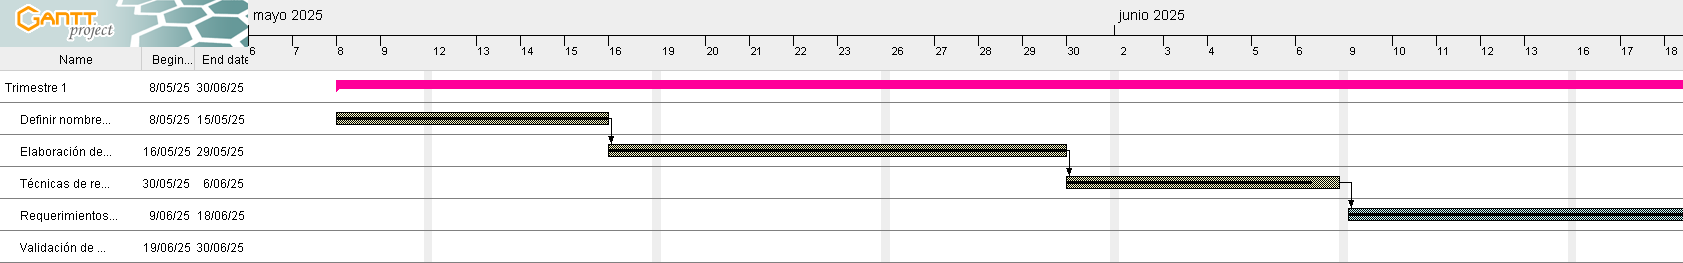 GANTT
project
mayo 2025
junio 2025
6 7 8 9 12 13 14 15 16 19 20 21 22 23 26 27 28 29 30 2 3 4 5 6 9 10 11 12 13 16 17 18
Name Begin... End date
Trimestre 1 8/05/25 30/06/25
Definir nombre... 8/05/25 15/05/25
Elaboración de... 16/05/25 29/05/25
Técnicas de re... 30/05/25 6/06/25
Requerimientos... 9/06/25 18/06/25
Validación de ... 19/06/25 30/06/25